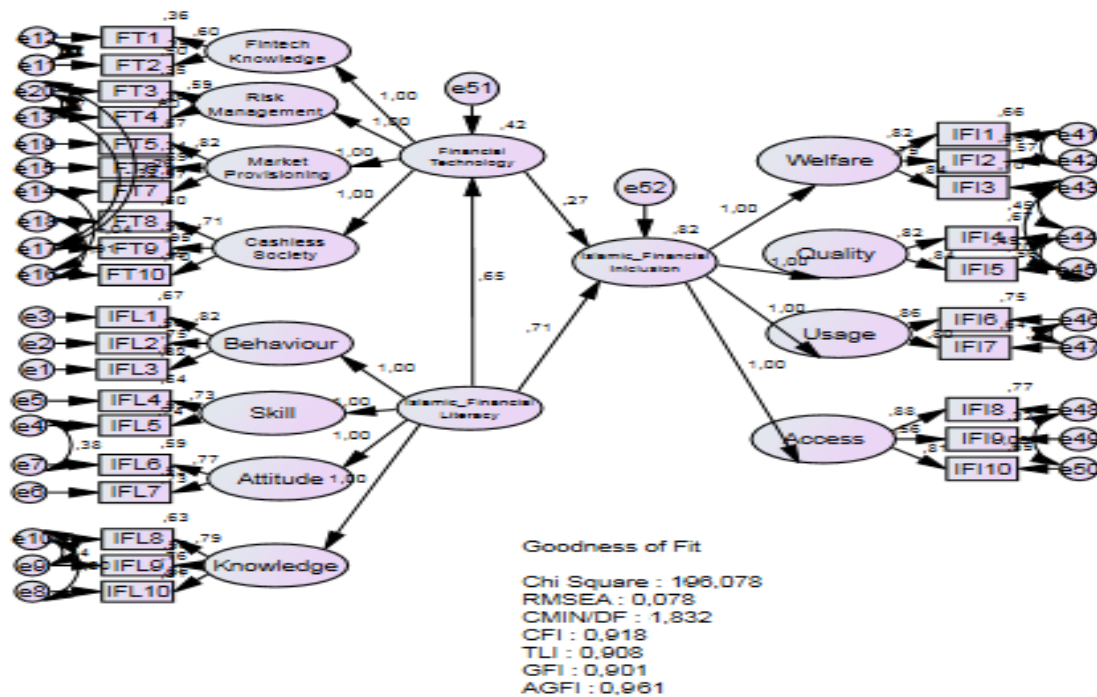 ,36
e12 FT1 ,60 Fintech Knowledge
e11 FT2
e20 FT3 ,59 Risk Management
e13 FT4
e19 FT5 ,82 Market Provisioning
e15
e14 FT7
e18 FT8 ,71 Cashless Society
e17 FT9
e16 FT10
1,00
1,00
1,00
e51
,42
Financial Technology
,67
e3 IFL1 ,82 Behaviour
e2 IFL2 ,75
e1 IFL3
e5 IFL4 ,73 Skill
e4 IFL5
,38
,59
e7 IFL6 ,77 Attitude
e6 IFL7
,63
e10 IFL8 ,79 Knowledge
e9 IFL9
e8 IFL10
1,00
1,00
1,00
1,00
Islamic_Financial Literacy
,65
,27
,71
e52
,82
Islamic_Financial Iniclusion
1,00
1,00
1,00
1,00
,66
Welfare ,82 IFI1 e41
IFI2 e42
,84 IFI3 e43
Quality ,82 IFI4 e44
IFI5 e45
,75
Usage ,86 IFI6 e46
,80 IFI7 e47
,77
Access ,88 IFI8 e48
IFI9 e49
,81 IFI10 e50
Goodness of Fit
Chi Square : 196,078
RMSEA : 0,078
CMIN/DF : 1,832
CFI : 0,918
TLI : 0,908
GFI : 0,901
AGFI : 0,961